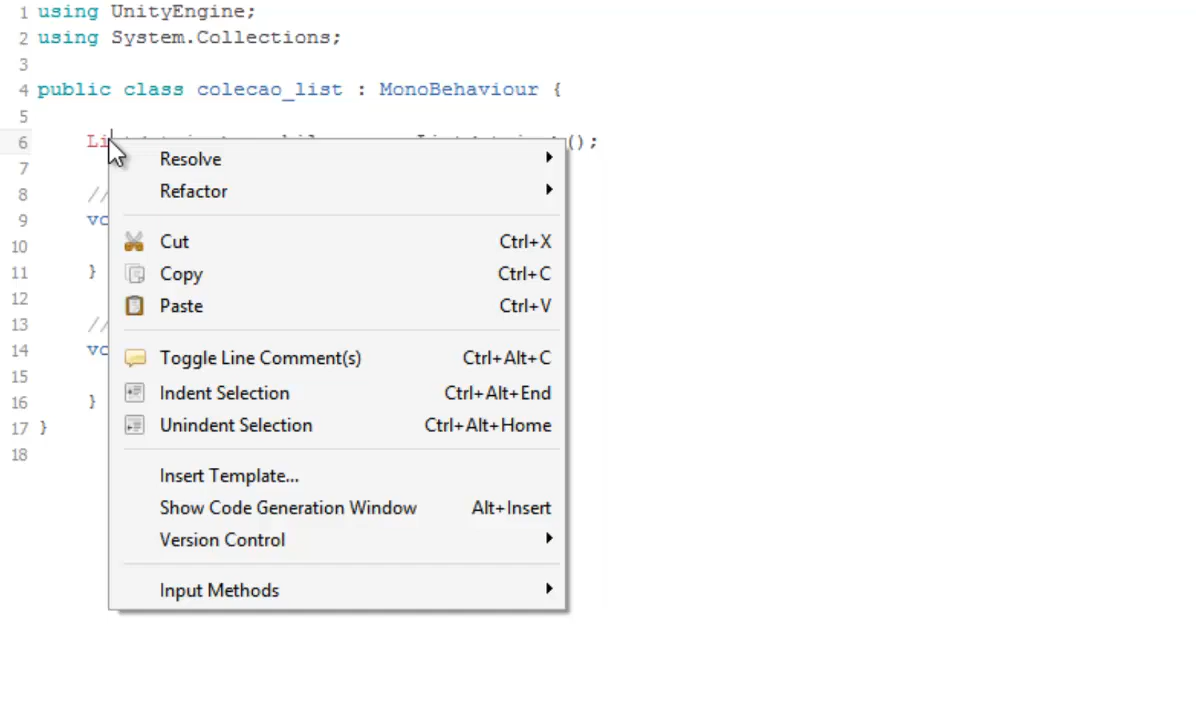 1 using UnityEngine;
2 using System.Collections;
3
4 public class colecao_list : MonoBehaviour {
5
6 Li ();
7
8 //
9 vo
10
11 }
12
13 //
14 vo
15
16 }
17 }
18
Resolve
Refactor
Cut Ctrl+X
Copy Ctrl+C
Paste Ctrl+V
Toggle Line Comment(s) Ctrl+Alt+C
Indent Selection Ctrl+Alt+End
Unindent Selection Ctrl+Alt+Home
Insert Template...
Show Code Generation Window Alt+Insert
Version Control
Input Methods